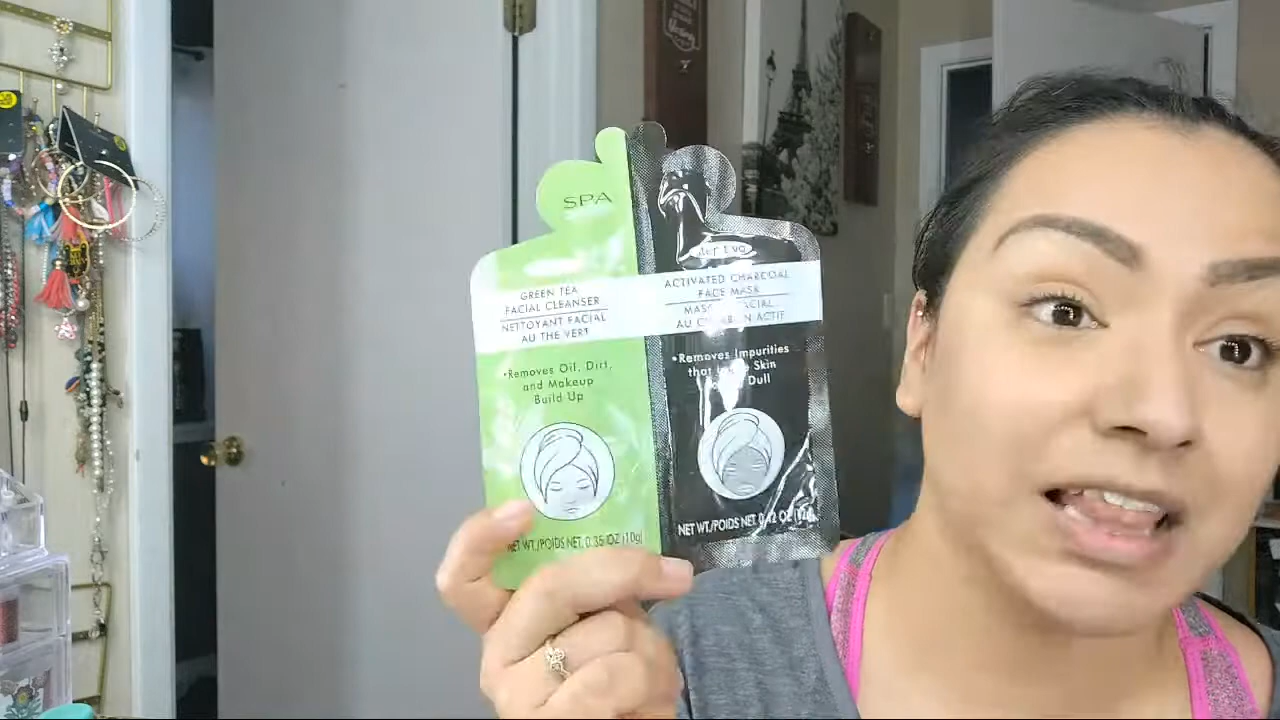 SPA
GREEN TEA
FACIAL CLEANSER
NETTOYANT FACIAL
AU THE VERT
•Removes Oil, Dirt,
and Makeup
Build Up
NET WT./POIDS NET. 0.35 OZ (10g)
ACTIVATED CHARCOAL
FACE MASK
AU ACTIF
•Removes Impurities
that Skin
Dull
NET WT./POIDS NET